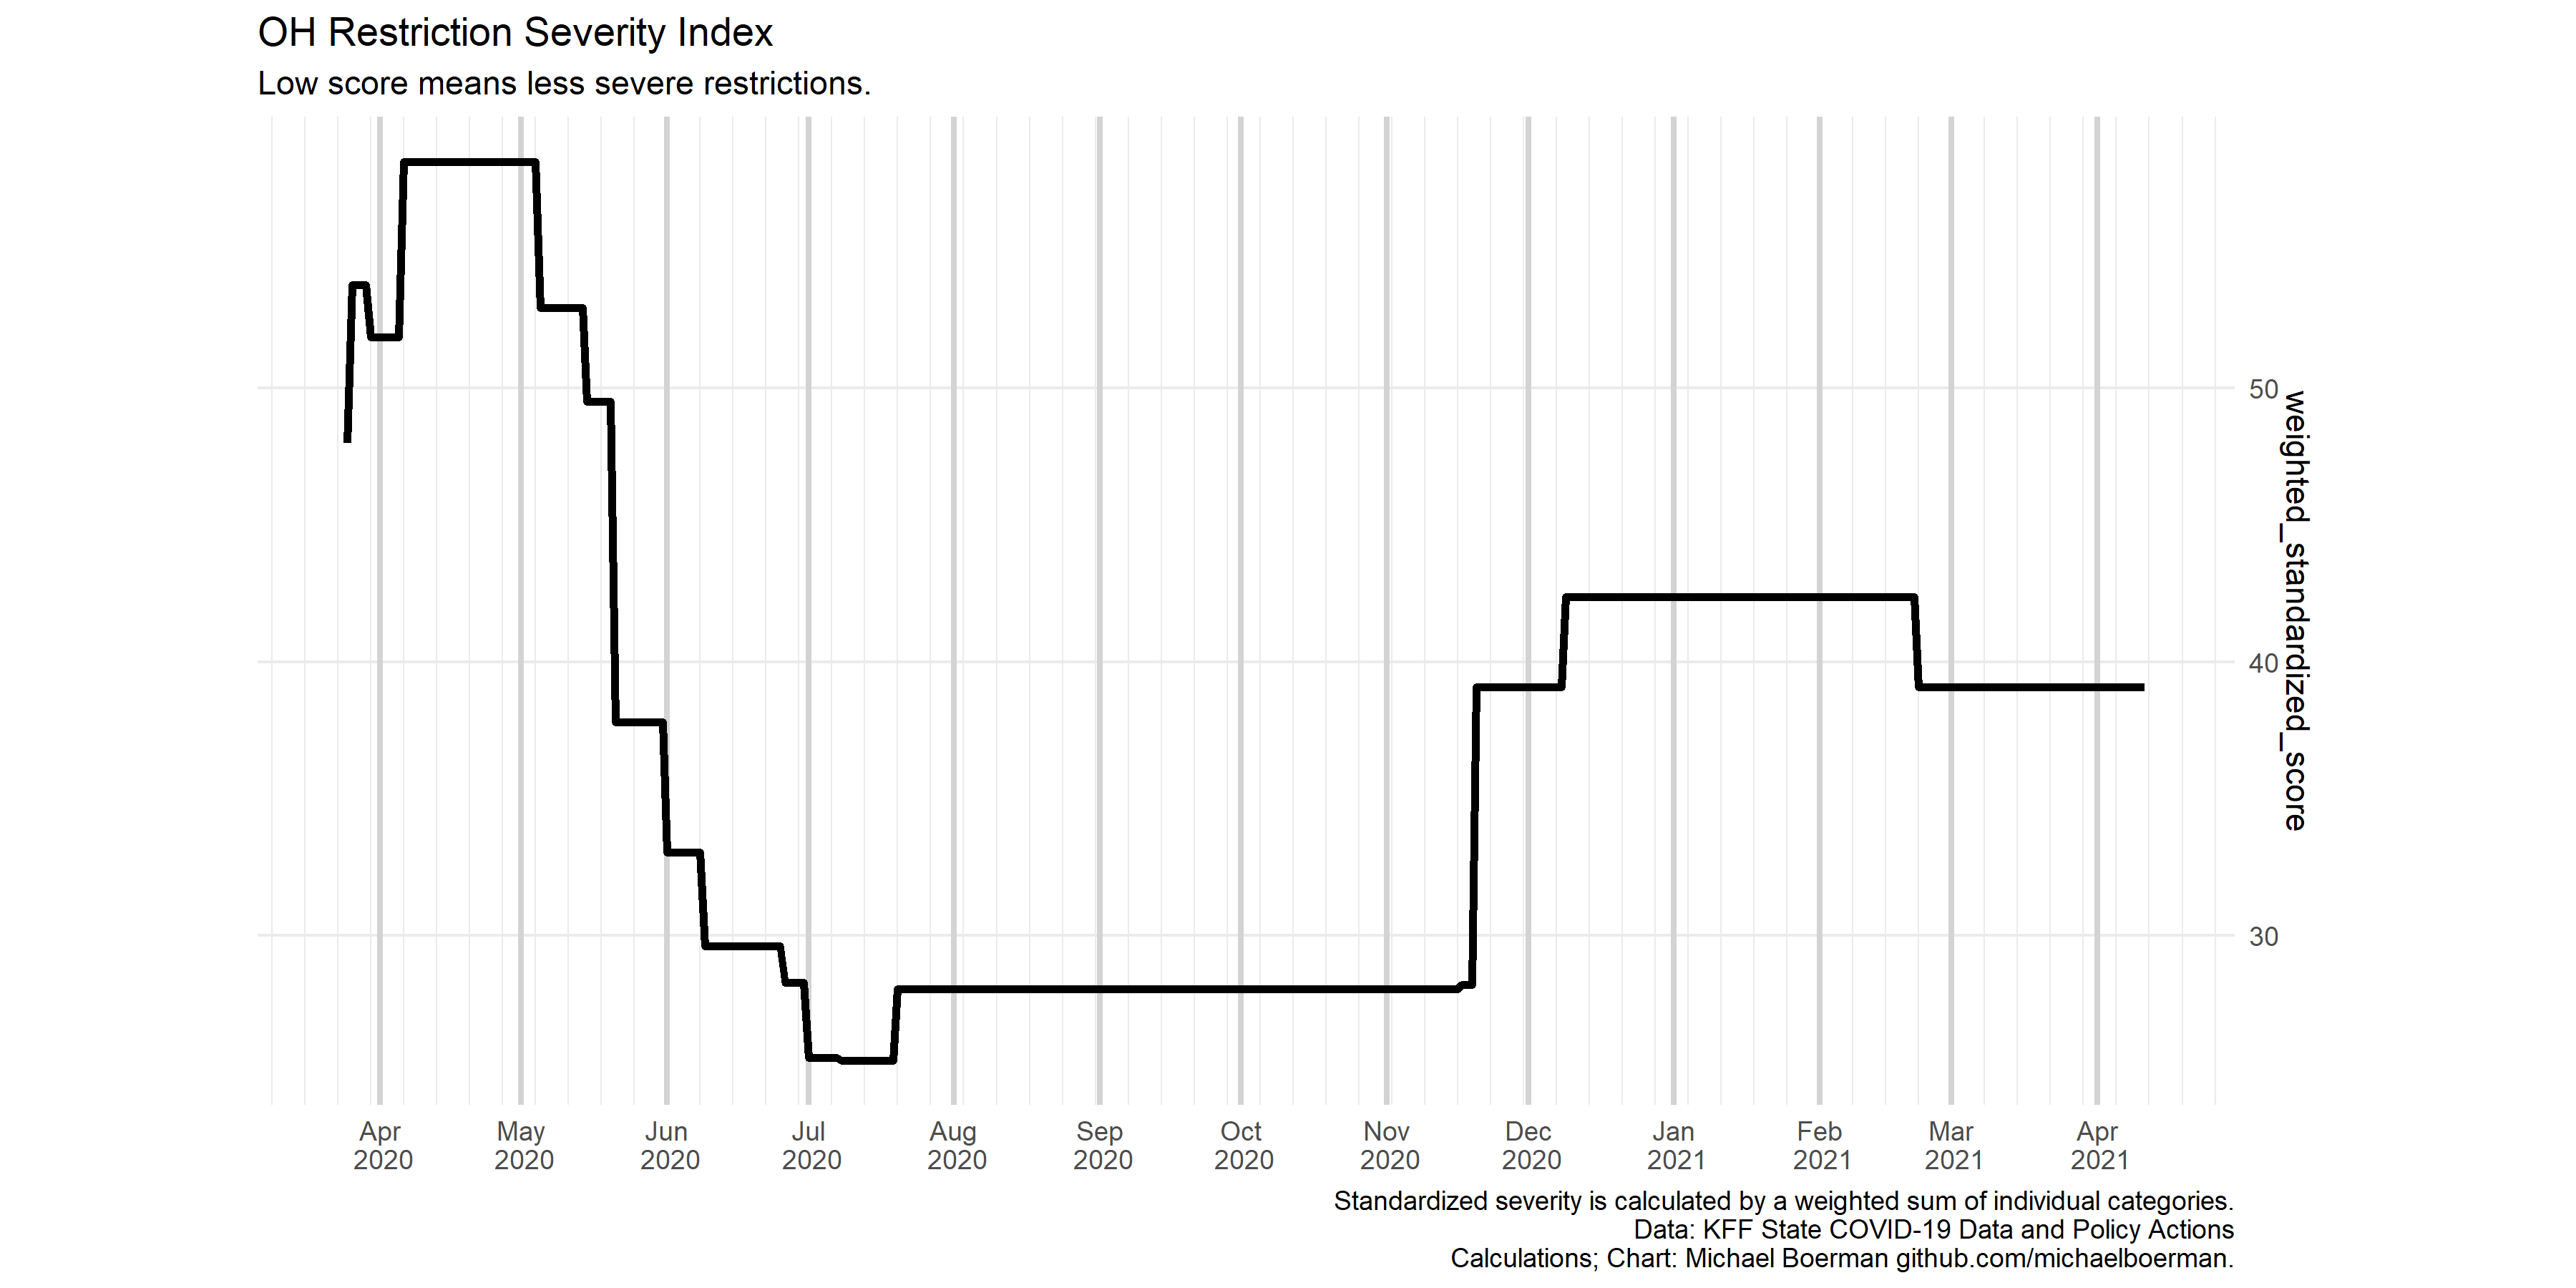 OH Restriction Severity Index
Low score means less severe restrictions.
50
40
30
weighted_standardized_score
Apr 2020
May 2020
Jun 2020
Jul 2020
Aug 2020
Sep 2020
Oct 2020
Nov 2020
Dec 2020
Jan 2021
Feb 2021
Mar 2021
Apr 2021
Standardized severity is calculated by a weighted sum of individual categories.
Data: KFF State COVID-19 Data and Policy Actions
Calculations; Chart: Michael Boerman github.com/michaelboerman.